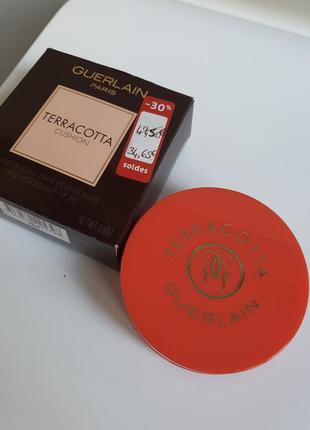 GUERLAIN
PARIS
TERRACOTTA
CUSHION
-30%
49,50
34,65€
soldes
TERRACOTTA
GUERLAIN